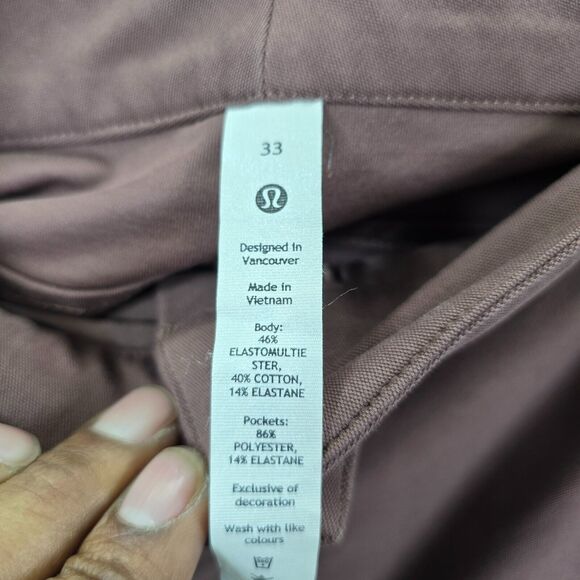 33
Designed in
Vancouver
Made in
Vietnam
Body:
46%
ELASTOMULTIE
STER,
40% COTTON,
14% ELASTANE
Pockets:
86%
POLYESTER,
14% ELASTANE
Exclusive of
decoration
Wash with like
colours